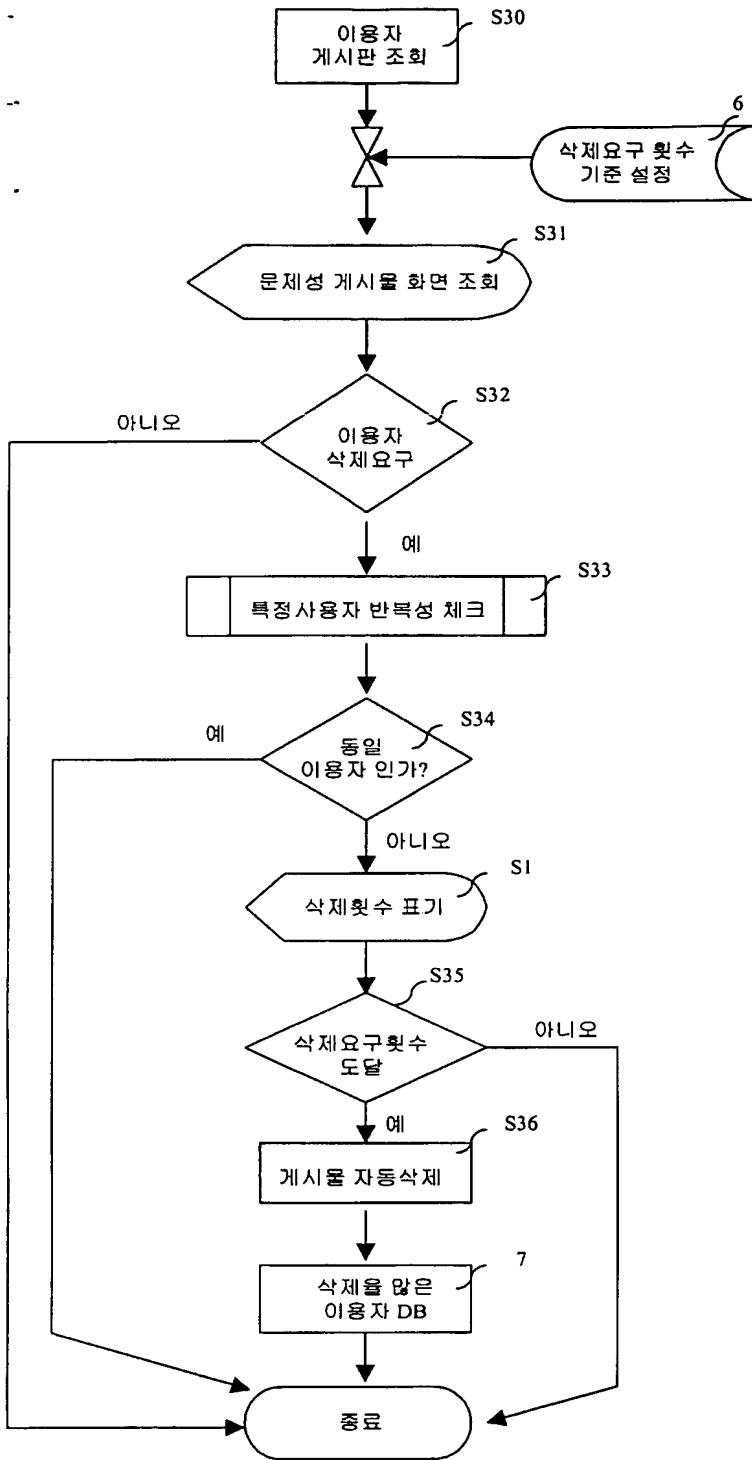 이용자
게시판 조회
S30
6
삭제요구 횟수
기준 설정
S31
문제성 게시물 화면 조회
S32
아니오
이용자
삭제요구
예
S33
특정사용자 반복성 체크
S34
예
동일
이용자 인가?
아니오
S1
삭제횟수 표기
S35
삭제요구횟수
도달
아니오
예
S36
게시물 자동삭제
7
삭제율 많은
이용자 DB
종료